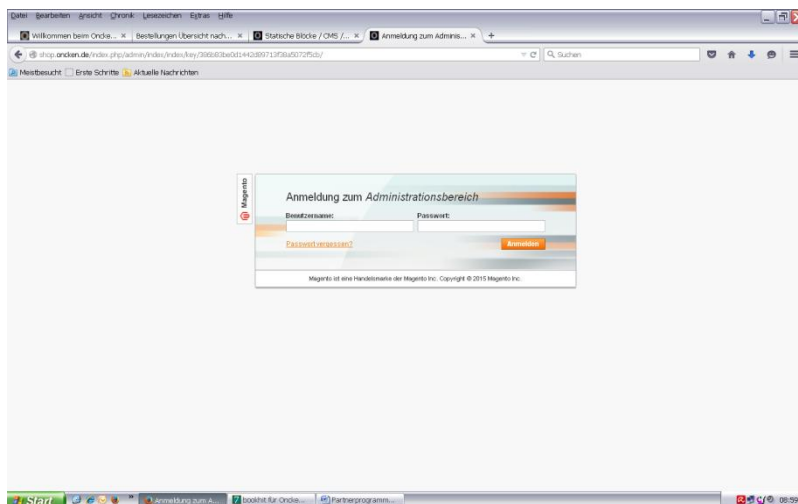 Datei Bearbeiten Ansicht Chronik Lesezeichen Extras Hilfe
Willkommen beim Oncke... × Bestellungen Übersicht nach... × Statische Blöcke / CMS /... × Anmeldung zum Adminis... × +
shop.oncken.de/index.php/admin/index/index/key/ Suchen
Meistbesucht Erste Schritte Aktuelle Nachrichten
Magento
Anmeldung zum Administrationsbereich
Benutzername: Passwort:
Passwort vergessen? Anmelden
Magento ist eine Handelsmarke der Magento Inc. Copyright © 2015 Magento Inc.
Start Anmeldung zum A... bookhit für Oncke... Partnerprogramm... 08:59